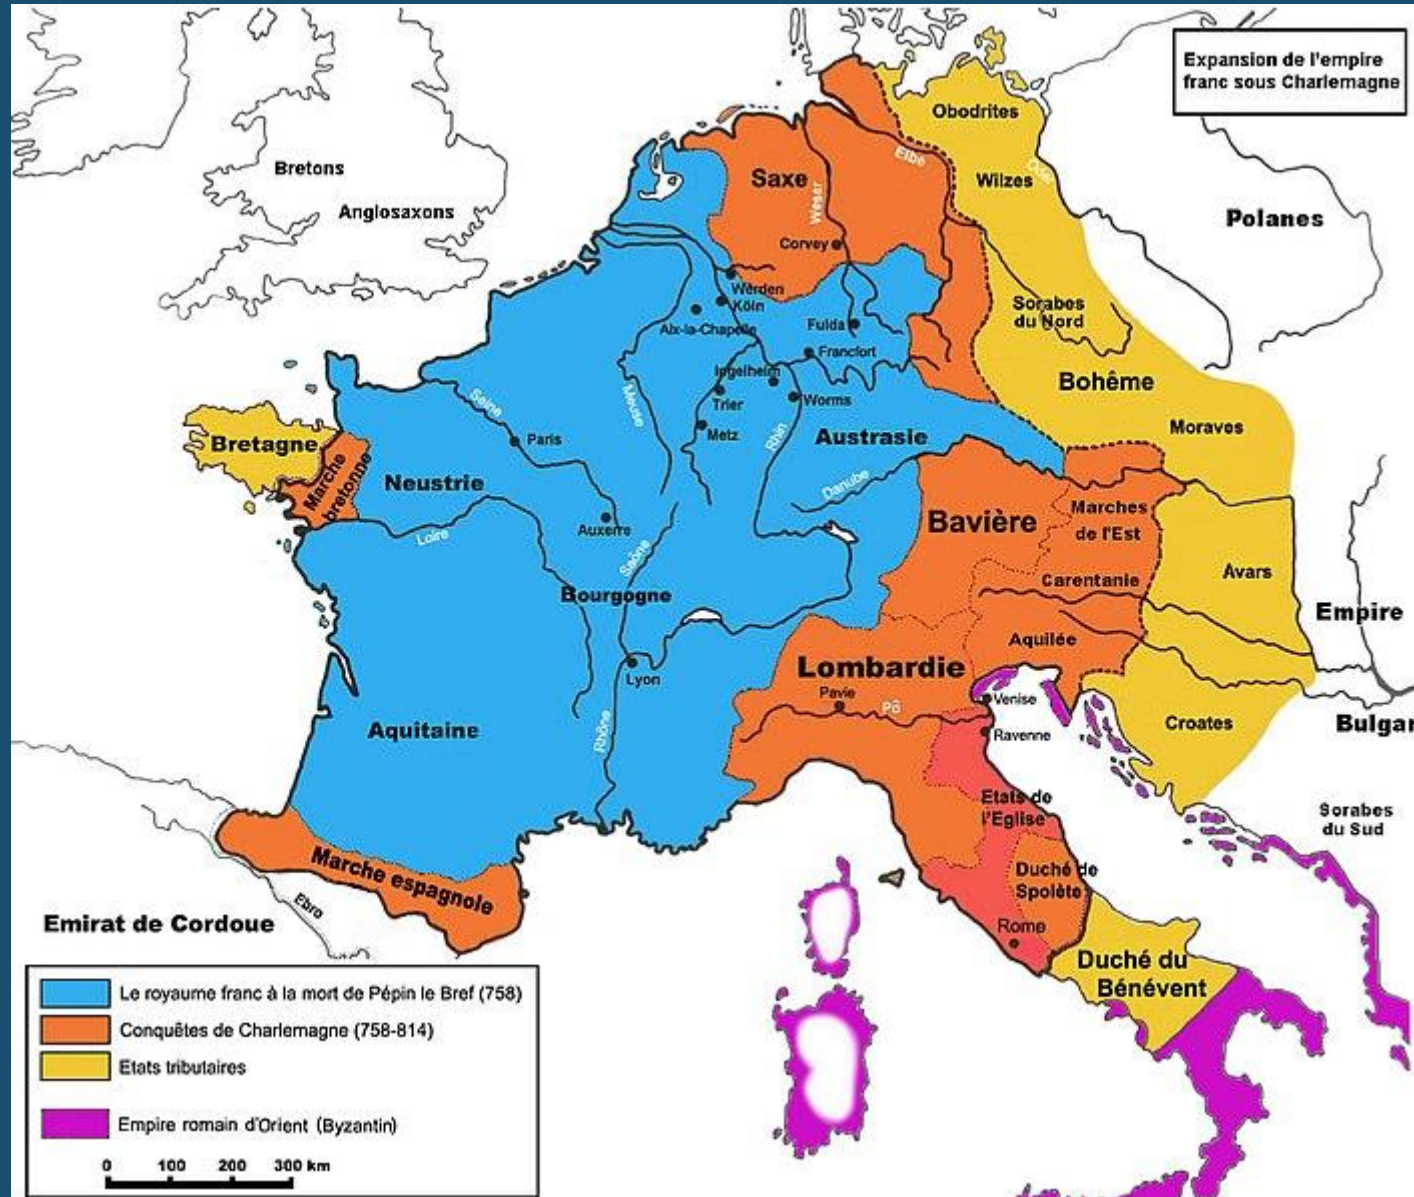 Expansion de l'empire
franc sous Charlemagne
Obodrites
Elbe
Oder
Bretons
Saxe
Wilzes
Weser
Anglosaxons
Polanes
Corvey
Werden
Köln
Sorabes
du Nord
Aix-la-Chapelle
Fulda
Francfort
Ingelheim
Bohême
Trier
Worms
Seine
Meuse
Moraves
Bretagne
Paris
Metz
Rhin
Austrasie
Marche
bretonne
Neustrie
Danube
Bavière
Marches
de l'Est
Auxerre
Loire
Saône
Avars
Carentanie
Bourgogne
Empire
Aquilée
Lombardie
Lyon
Pavie
Venise
Pô
Croates
Bulgar
Aquitaine
Rhône
Ravenne
Etats de
l'Eglise
Sorabes
du Sud
Marche espagnole
Duché de
Spolète
Ebro
Emirat de Cordoue
Rome
Duché du
Bénévent
Le royaume franc à la mort de Pépin le Bref (758)
Conquêtes de Charlemagne (758-814)
Etats tributaires
Empire romain d'Orient (Byzantin)
0 100 200 300 km